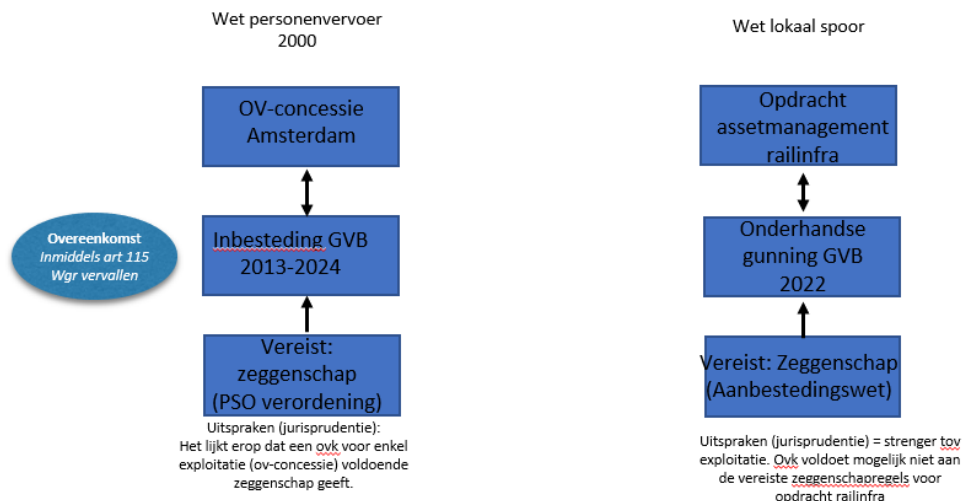 Wet personenvervoer
2000
OV-concessie
Amsterdam
Overeenkomst
Inmiddels art 115
Wgr vervallen
Inbesteding GVB
2013-2024
Vereist:
zeggenschap
(PSO verordening)
Uitspraken (jurisprudentie):
Het lijkt erop dat een ovk voor enkel
exploitatie (ov-concessie) voldoende
zeggenschap geeft.
Wet lokaal spoor
Opdracht
assetmanagement
railinfra
Onderhandse
gunning GVB
2022
Vereist: Zeggenschap
(Aanbestedingswet)
Uitspraken (jurisprudentie) = strenger tov
exploitatie. Ovk voldoet mogelijk niet aan
de vereiste zeggenschapregels voor
opdracht railinfra